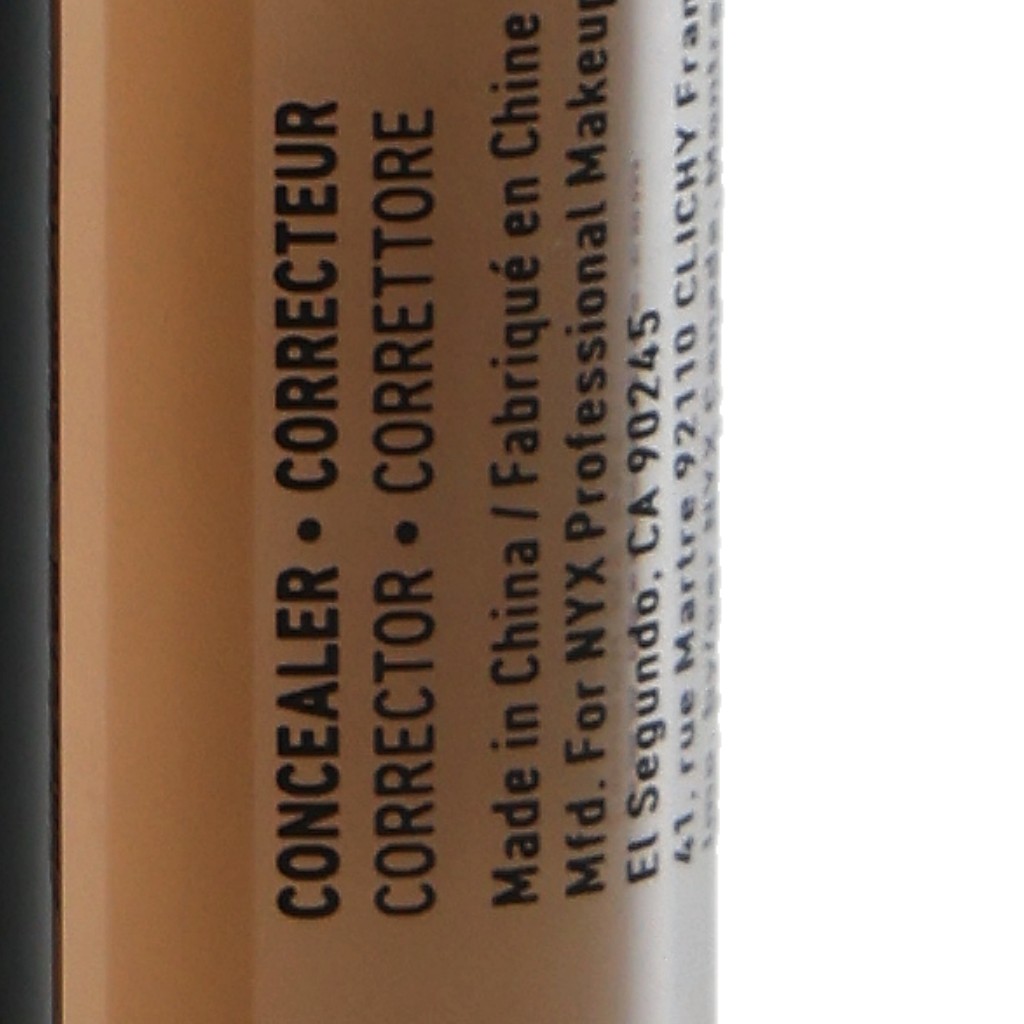 CONCEALER • CORRECTEUR
CORRECTOR • CORRETTORE
Made in China / Fabriqué en Chine
Mfd. For NYX Professional Makeup
El Segundo, CA 90245
41, rue Martre 92110 CLICHY